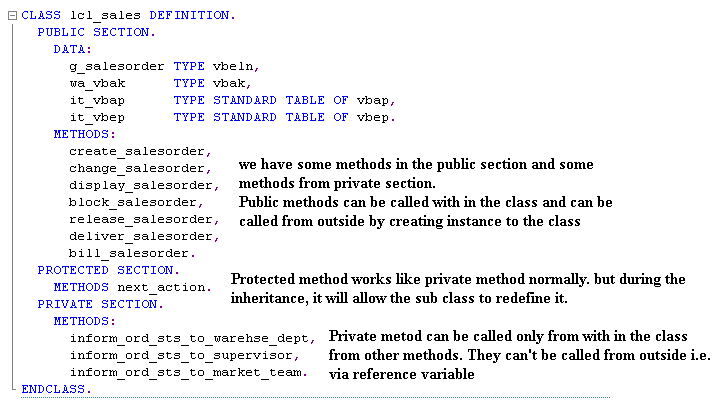 CLASS lcl_sales DEFINITION.
PUBLIC SECTION.
DATA:
g_salesorder TYPE vbeln,
wa_vbak TYPE vbak,
it_vbap TYPE STANDARD TABLE OF vbap,
it_vbep TYPE STANDARD TABLE OF vbep.
METHODS:
create_salesorder,
change_salesorder,
display_salesorder,
block_salesorder,
release_salesorder,
deliver_salesorder,
bill_salesorder.
we have some methods in the public section and some
methods from private section.
Public methods can be called with in the class and can be
called from outside by creating instance to the class
PROTECTED SECTION.
METHODS next_action.
Protected method works like private method normally. but during the
inheritance, it will allow the sub class to redefine it.
PRIVATE SECTION.
METHODS:
inform_ord_sts_to_warehse_dept,
inform_ord_sts_to_supervisor,
inform_ord_sts_to_market_team.
Private metod can be called only from with in the class
from other methods. They can't be called from outside i.e.
via reference variable
ENDCLASS.